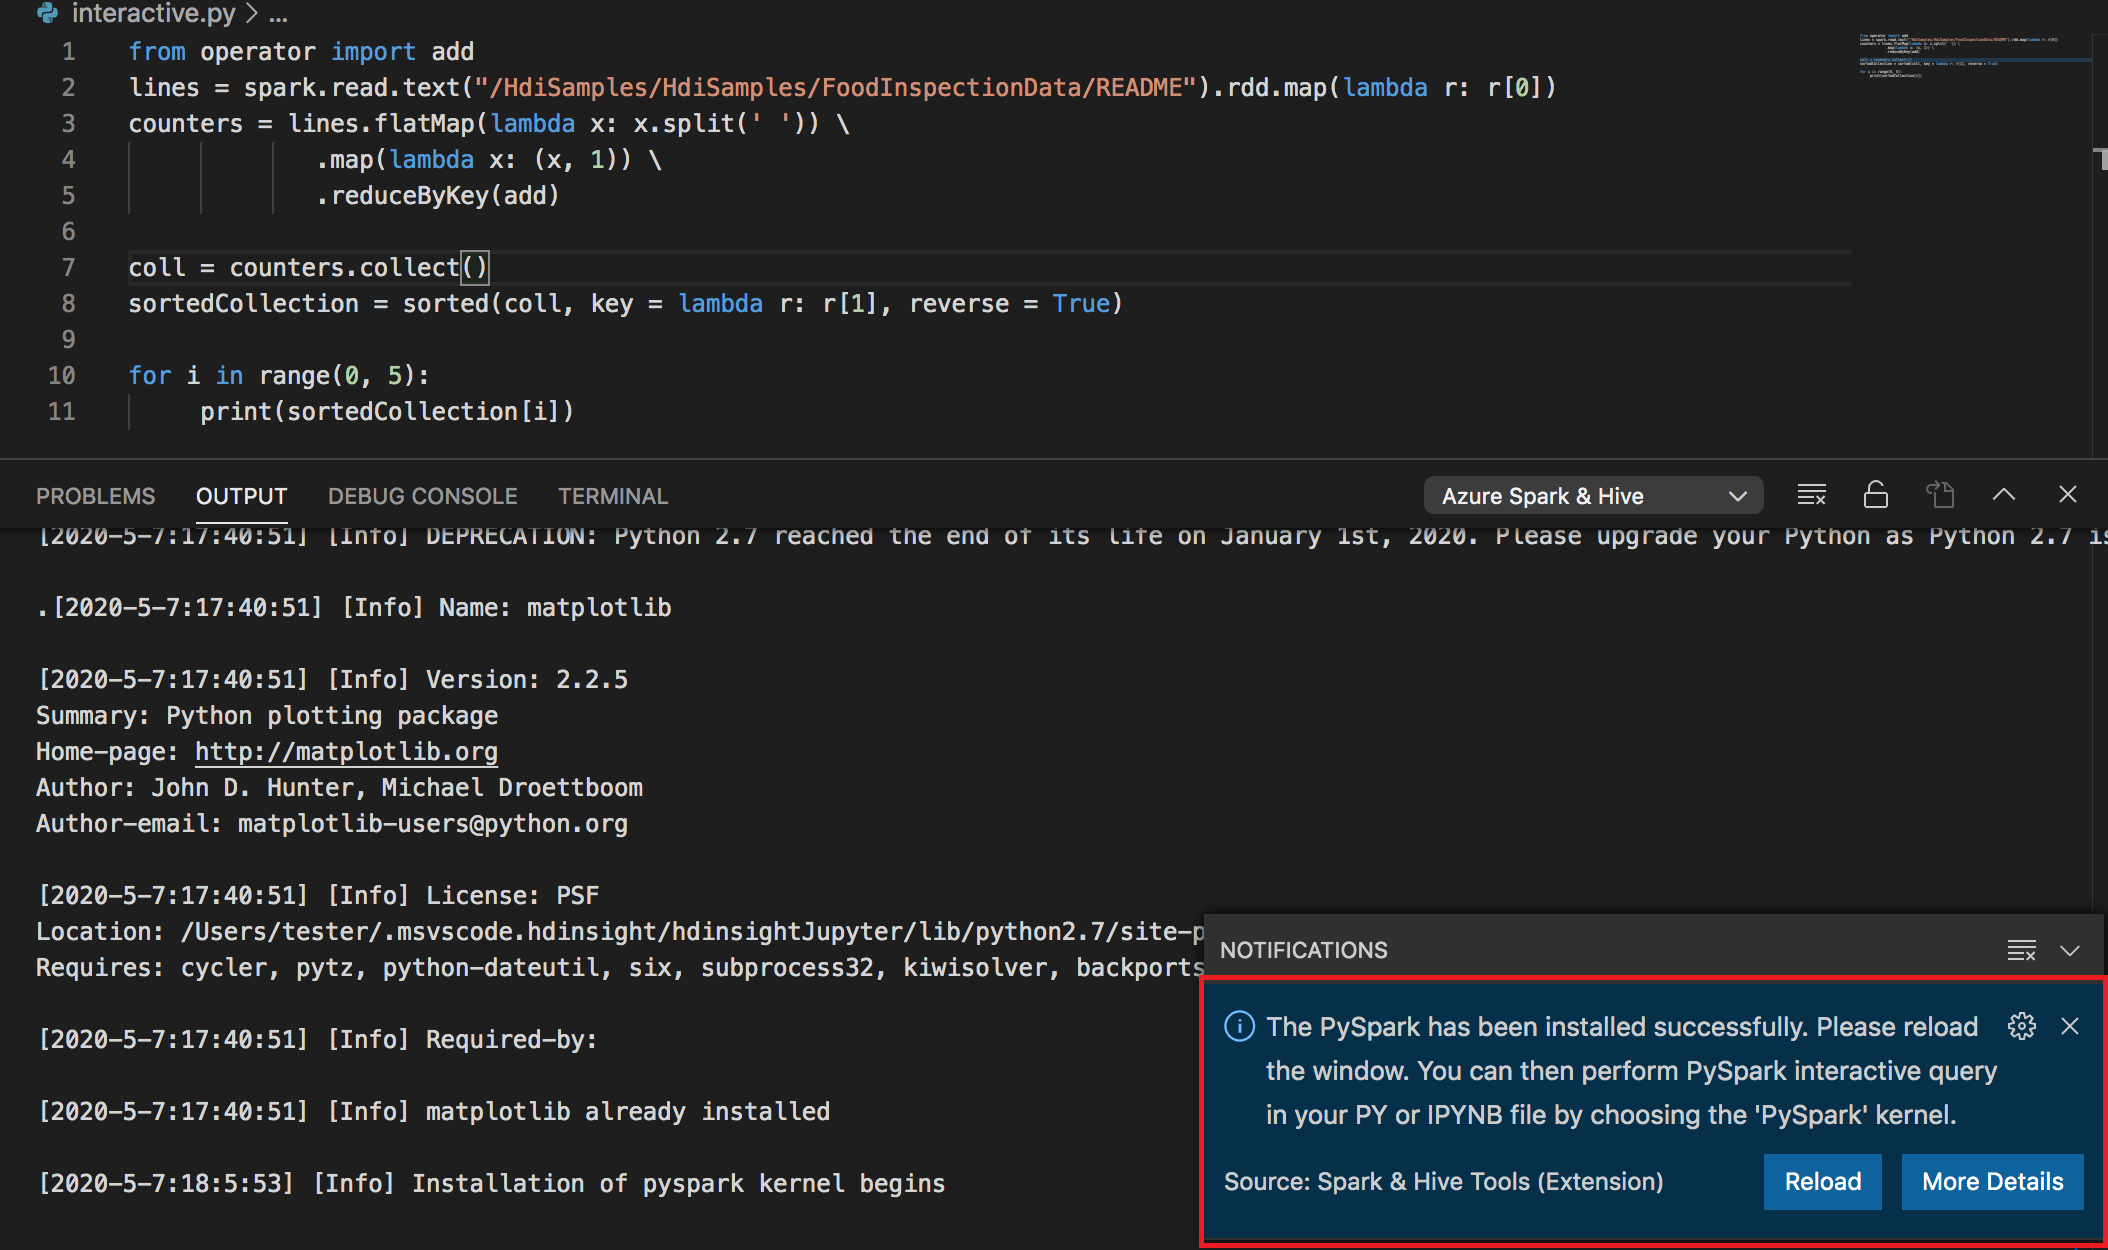 interactive.py > ...
1 from operator import add
2 lines = spark.read.text("/HdiSamples/HdiSamples/FoodInspectionData/README").rdd.map(lambda r: r[0])
3 counters = lines.flatMap(lambda x: x.split(' ')) \
4 .map(lambda x: (x, 1)) \
5 .reduceByKey(add)
6
7 coll = counters.collect()
8 sortedCollection = sorted(coll, key = lambda r: r[1], reverse = True)
9
10 for i in range(0, 5):
11 print(sortedCollection[i])
PROBLEMS OUTPUT DEBUG CONSOLE TERMINAL Azure Spark & Hive
[2020-5-7:17:40:51] [Info] DEPRECATION: Python 2.7 reached the end of its life on January 1st, 2020. Please upgrade your Python as Python 2.7 is
.[2020-5-7:17:40:51] [Info] Name: matplotlib
[2020-5-7:17:40:51] [Info] Version: 2.2.5
Summary: Python plotting package
Home-page: http://matplotlib.org
Author: John D. Hunter, Michael Droettboom
Author-email: matplotlib-users@python.org
[2020-5-7:17:40:51] [Info] License: PSF
Location: /Users/tester/.msvscode.hdinsight/hdinsightJupyter/lib/python2.7/site-p
Requires: cycler, pytz, python-dateutil, six, subprocess32, kiwisolver, backports
[2020-5-7:17:40:51] [Info] Required-by:
[2020-5-7:17:40:51] [Info] matplotlib already installed
[2020-5-7:18:5:53] [Info] Installation of pyspark kernel begins
NOTIFICATIONS
The PySpark has been installed successfully. Please reload
the window. You can then perform PySpark interactive query
in your PY or IPYNB file by choosing the 'PySpark' kernel.
Source: Spark & Hive Tools (Extension) Reload More Details